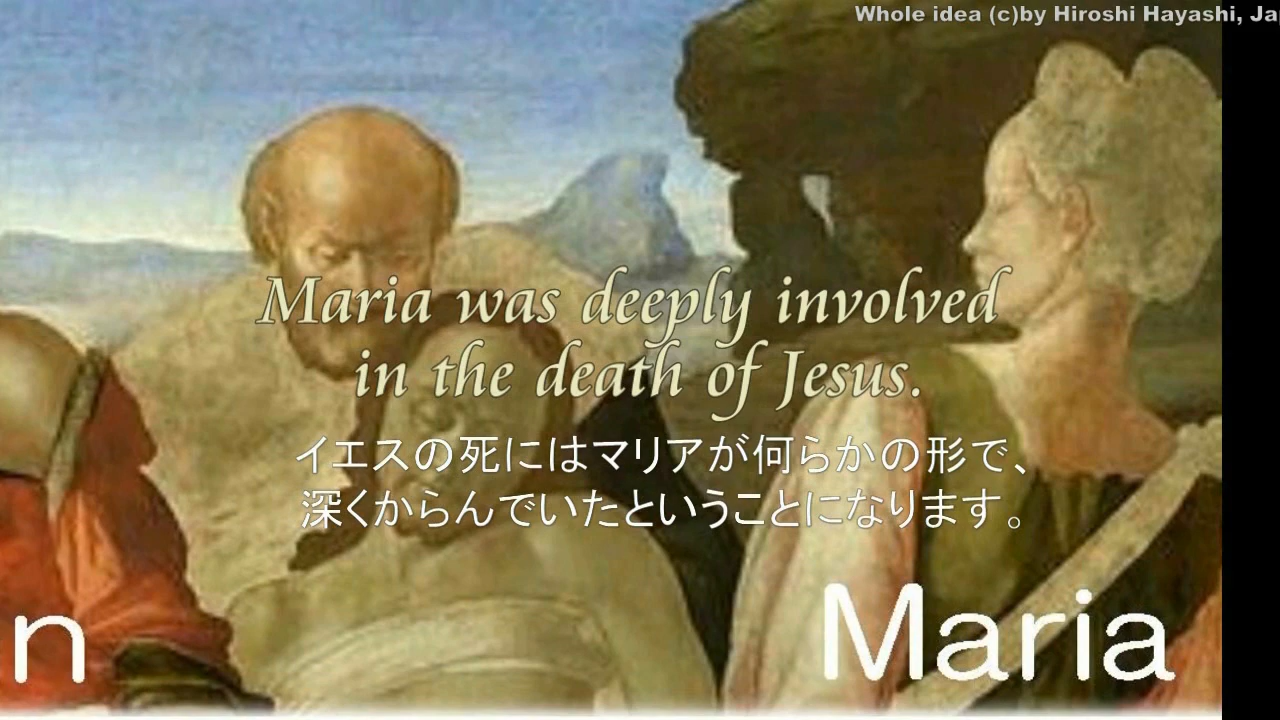 Whole idea (c)by Hiroshi Hayashi, Ja
Maria was deeply involved
in the death of Jesus.
イエスの死にはマリアが何らかの形で、
深くからんでいたということになります。
n Maria